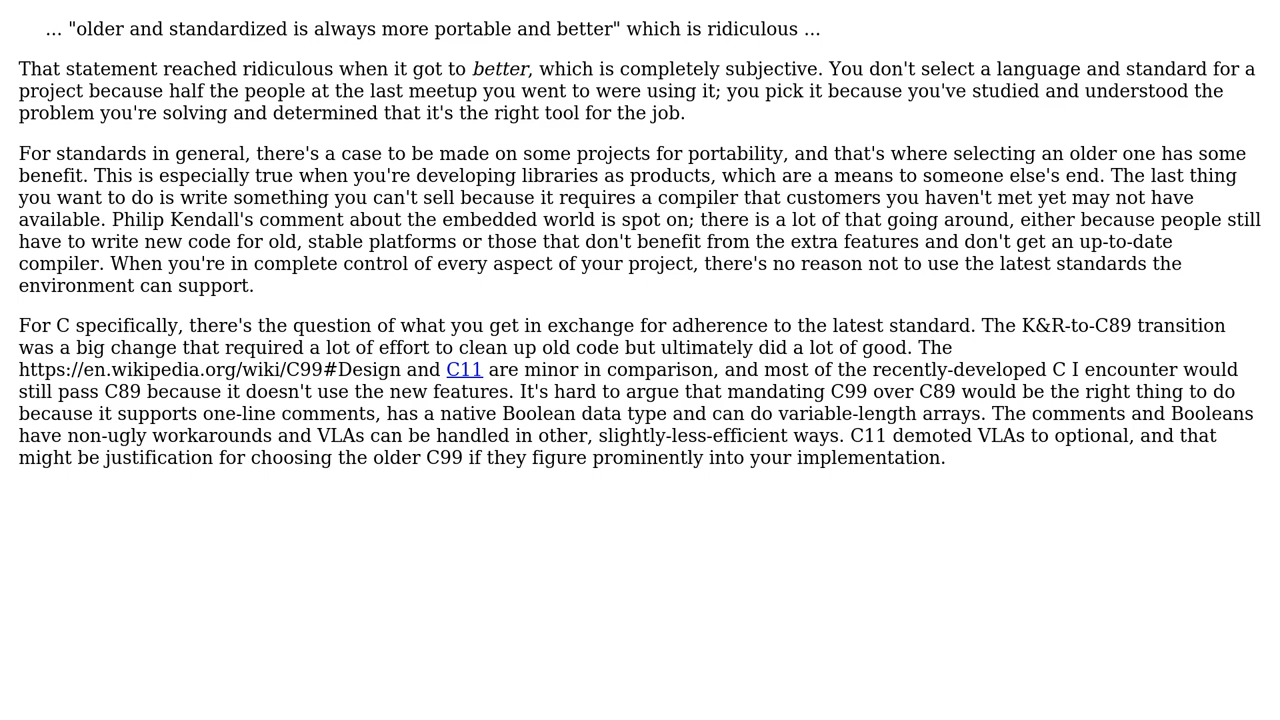 ... "older and standardized is always more portable and better" which is ridiculous ...
That statement reached ridiculous when it got to better, which is completely subjective. You don't select a language and standard for a
project because half the people at the last meetup you went to were using it; you pick it because you've studied and understood the
problem you're solving and determined that it's the right tool for the job.
For standards in general, there's a case to be made on some projects for portability, and that's where selecting an older one has some
benefit. This is especially true when you're developing libraries as products, which are a means to someone else's end. The last thing
you want to do is write something you can't sell because it requires a compiler that customers you haven't met yet may not have
available. Philip Kendall's comment about the embedded world is spot on; there is a lot of that going around, either because people still
have to write new code for old, stable platforms or those that don't benefit from the extra features and don't get an up-to-date
compiler. When you're in complete control of every aspect of your project, there's no reason not to use the latest standards the
environment can support.
For C specifically, there's the question of what you get in exchange for adherence to the latest standard. The K&R-to-C89 transition
was a big change that required a lot of effort to clean up old code but ultimately did a lot of good. The
https://en.wikipedia.org/wiki/C99#Design and C11 are minor in comparison, and most of the recently-developed C I encounter would
still pass C89 because it doesn't use the new features. It's hard to argue that mandating C99 over C89 would be the right thing to do
because it supports one-line comments, has a native Boolean data type and can do variable-length arrays. The comments and Booleans
have non-ugly workarounds and VLAs can be handled in other, slightly-less-efficient ways. C11 demoted VLAs to optional, and that
might be justification for choosing the older C99 if they figure prominently into your implementation.